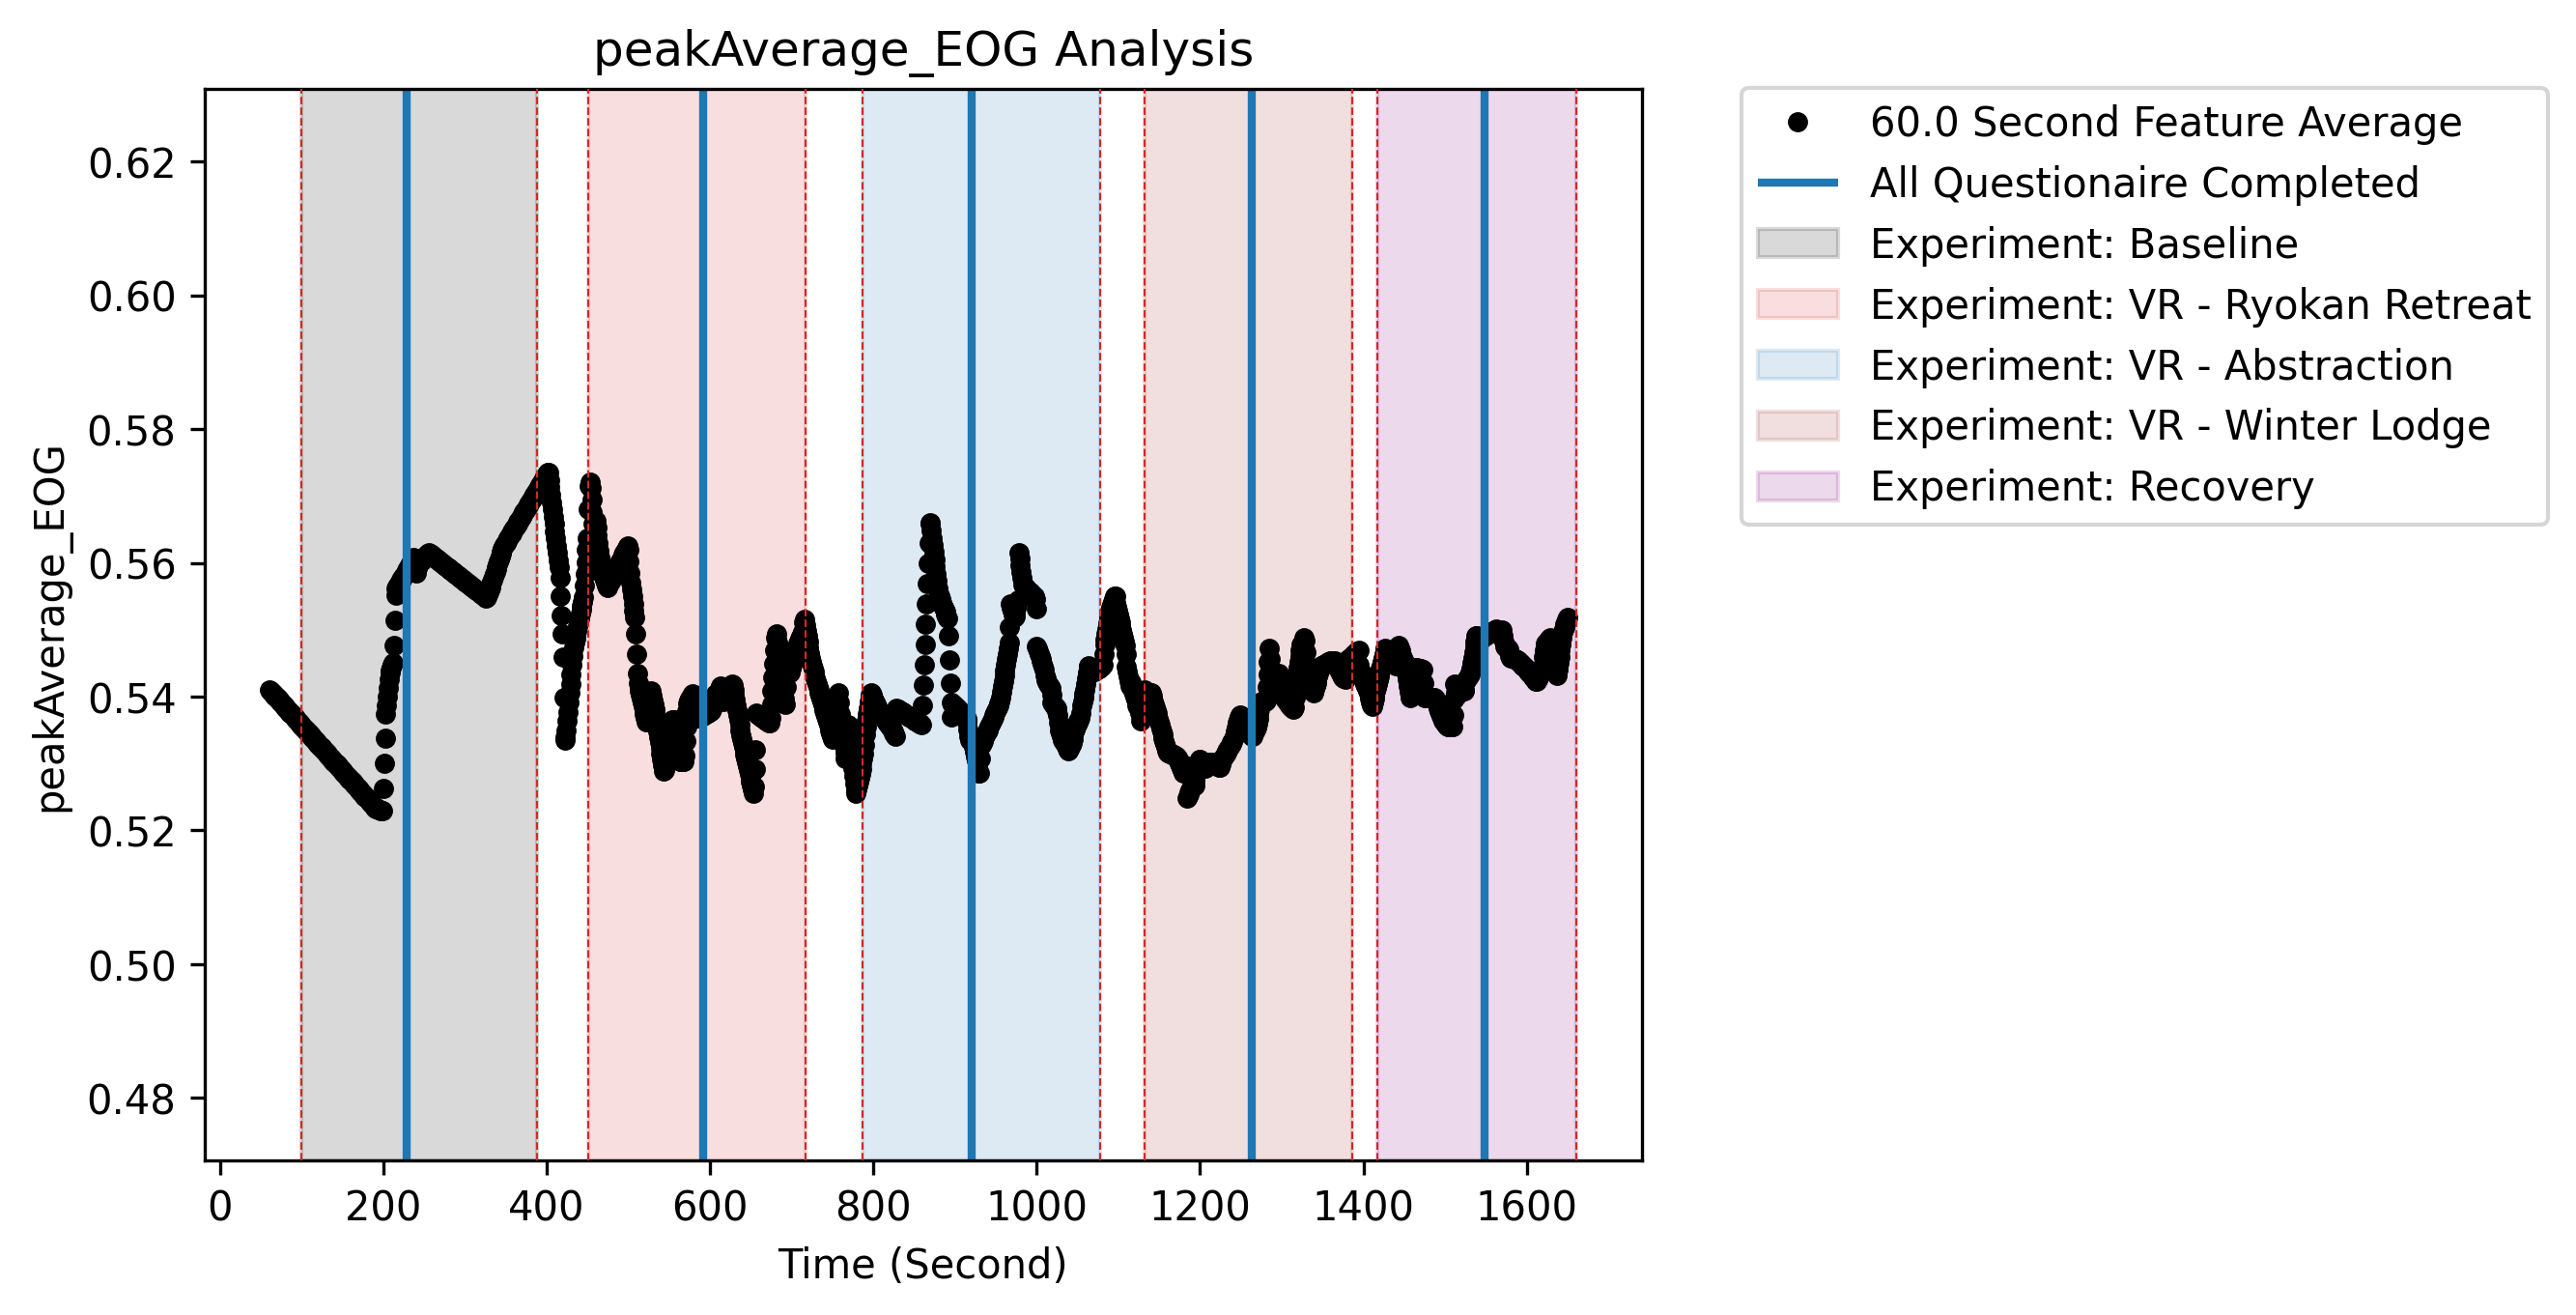 peakAverage_EOG Analysis
peakAverage_EOG
0.62
0.60
0.58
0.56
0.54
0.52
0.50
0.48
0 200 400 600 800 1000 1200 1400 1600
Time (Second)
60.0 Second Feature Average
All Questionaire Completed
Experiment: Baseline
Experiment: VR - Ryokan Retreat
Experiment: VR - Abstraction
Experiment: VR - Winter Lodge
Experiment: Recovery